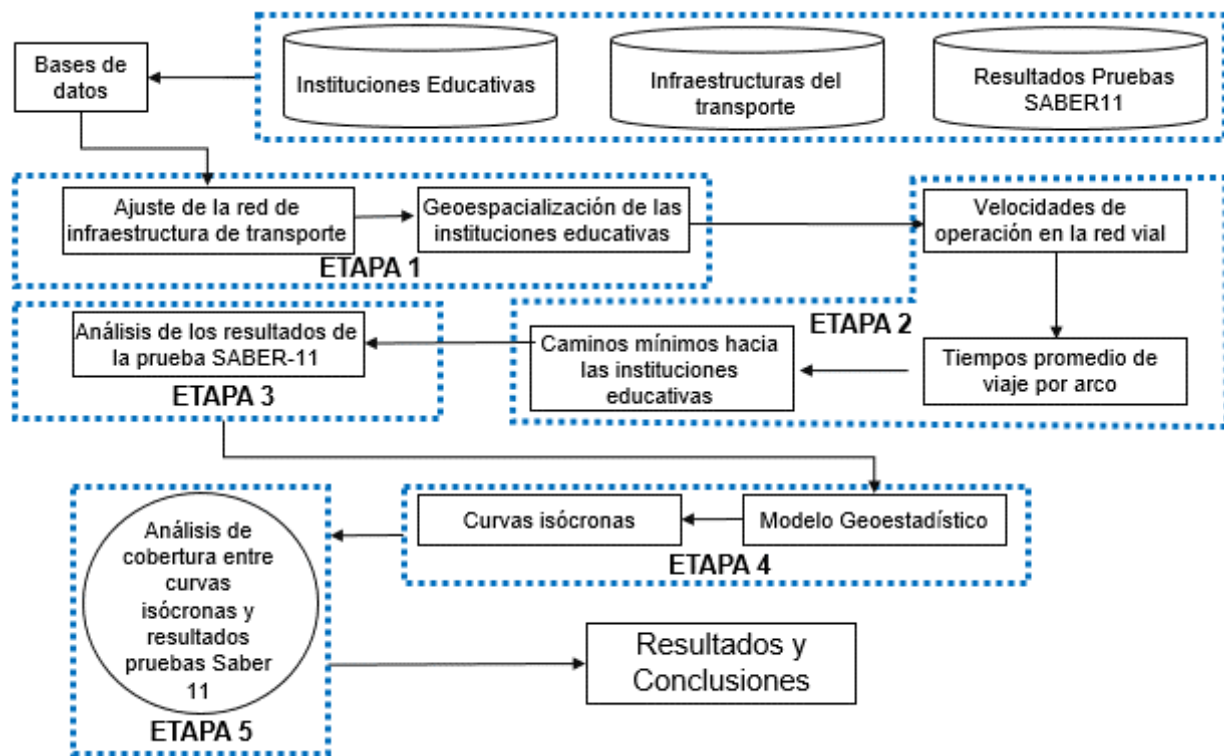 Bases de
datos
Instituciones Educativas
Infraestructuras del
transporte
Resultados Pruebas
SABER11
Ajuste de la red de
infraestructura de transporte
Geoespacialización de las
instituciones educativas
ETAPA 1
Velocidades de
operación en la red vial
ETAPA 2
Tiempos promedio de
viaje por arco
Caminos mínimos hacia
las instituciones
educativas
Análisis de los resultados de
la prueba SABER-11
ETAPA 3
Modelo Geoestadístico
Curvas isócronas
ETAPA 4
Análisis de
cobertura entre
curvas
isócronas y
resultados
pruebas Saber
11
ETAPA 5
Resultados y
Conclusiones